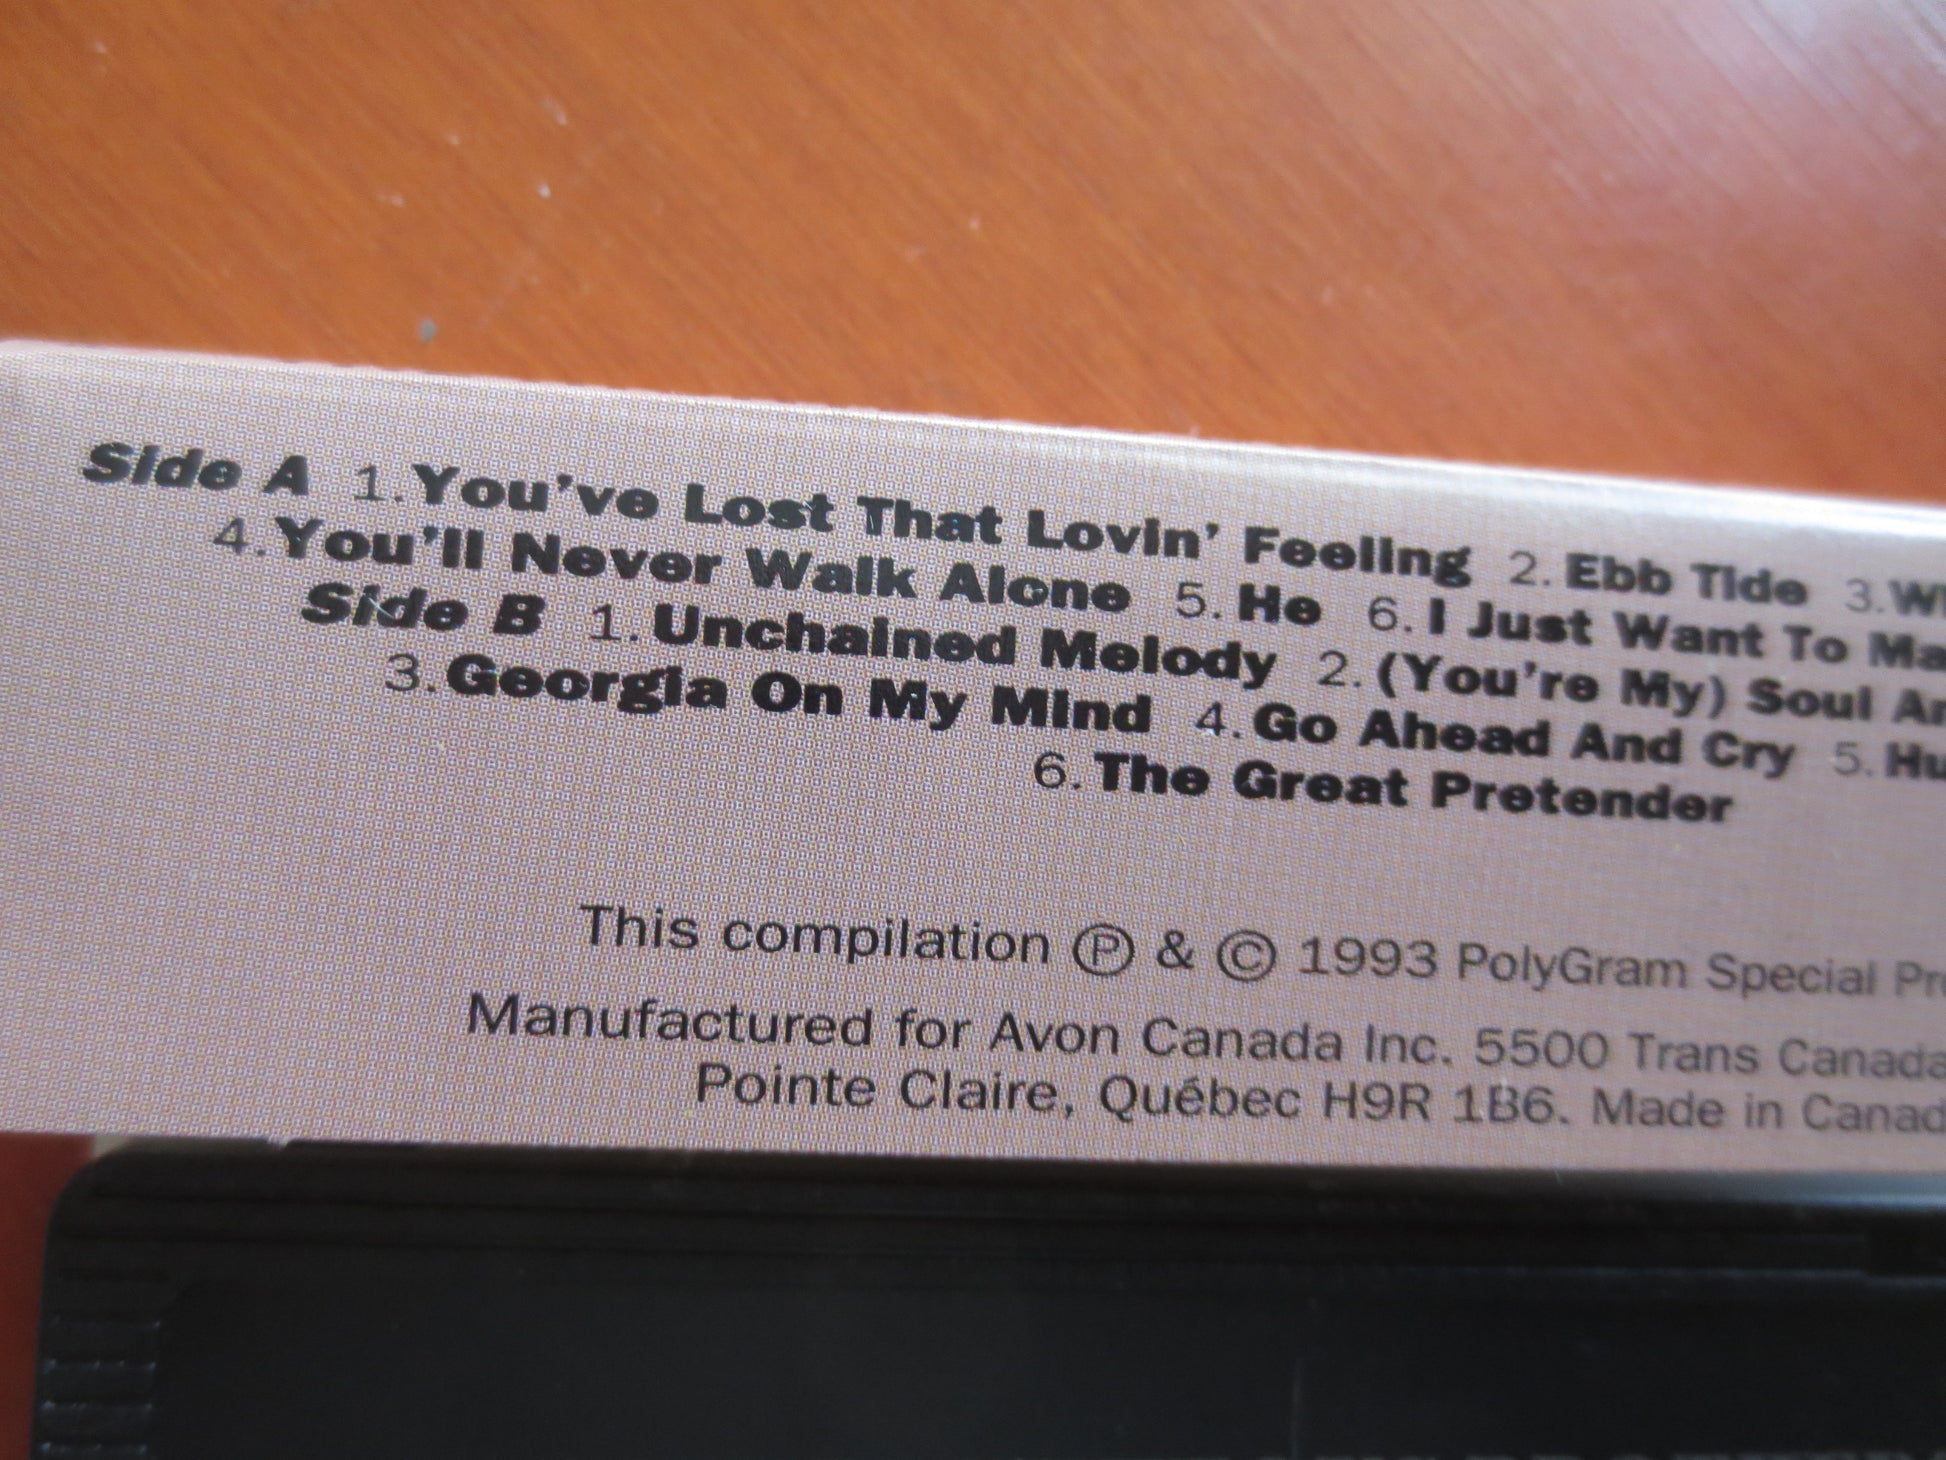 Side A 1. You've Lost That Lovin' Feeling 2. Ebb Tide 3.
4. You'll Never Walk Alone 5. He 6. I Just Want To
Side B 1. Unchained Melody 2. (You're My) Soul
3. Georgia On My Mind 4. Go Ahead And Cry 5.
6. The Great Pretender
This compilation Ⓟ & © 1993 PolyGram Special
Manufactured for Avon Canada Inc. 5500 Trans Canada
Pointe Claire, Québec H9R 1B6. Made in